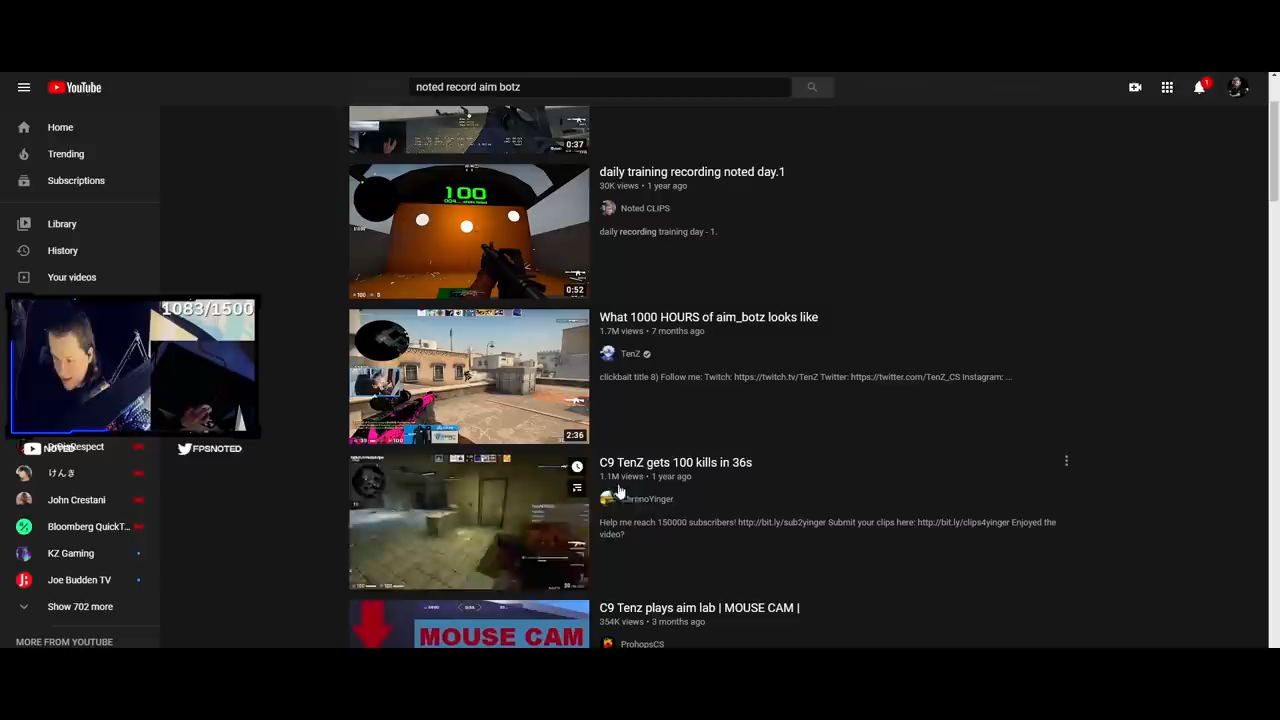 YouTube
noted record aim botz
1
Home
Trending
Subscriptions
Library
History
Your videos
1083/1500
FPSNOTED
けんき
John Crestani
Bloomberg QuickT...
KZ Gaming
Joe Budden TV
Show 702 more
MORE FROM YOUTUBE
0:37
100
0:52
daily training recording noted day.1
30K views • 1 year ago
Noted CLIPS
daily recording training day - 1.
2:36
What 1000 HOURS of aim_botz looks like
1.7M views • 7 months ago
TenZ
clickbait title 8) Follow me: Twitch: https://twitch.tv/TenZ Twitter: https://twitter.com/TenZ_CS Instagram: ...
C9 TenZ gets 100 kills in 36s
1.1M views • 1 year ago
Help me reach 150000 subscribers! http://bit.ly/sub2yinger Submit your clips here: http://bit.ly/clips4yinger Enjoyed the
video?
MOUSE CAM
C9 Tenz plays aim lab | MOUSE CAM |
354K views • 3 months ago
ProhopsCS